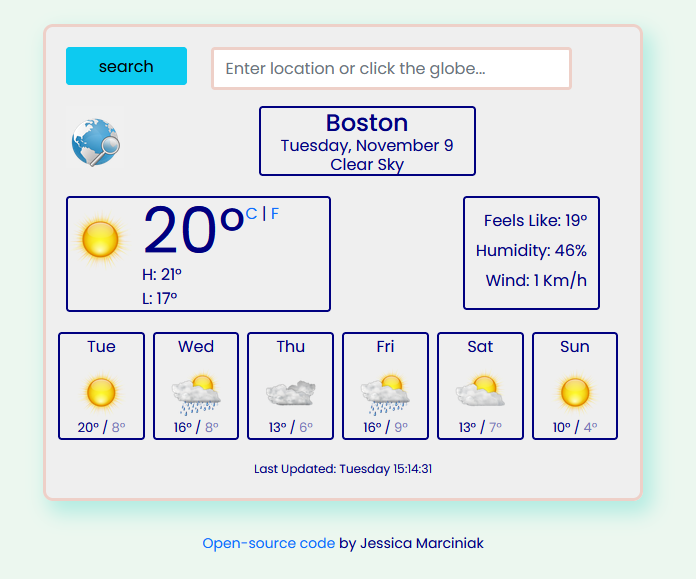 search
Enter location or click the globe...
Boston
Tuesday, November 9
Clear Sky
20°C | F
H: 21°
L: 17°
Feels Like: 19°
Humidity: 46%
Wind: 1 Km/h
Tue
20° / 8°
Wed
16° / 8°
Thu
13° / 6°
Fri
16° / 9°
Sat
13° / 7°
Sun
10° / 4°
Last Updated: Tuesday 15:14:31
Open-source code by Jessica Marciniak